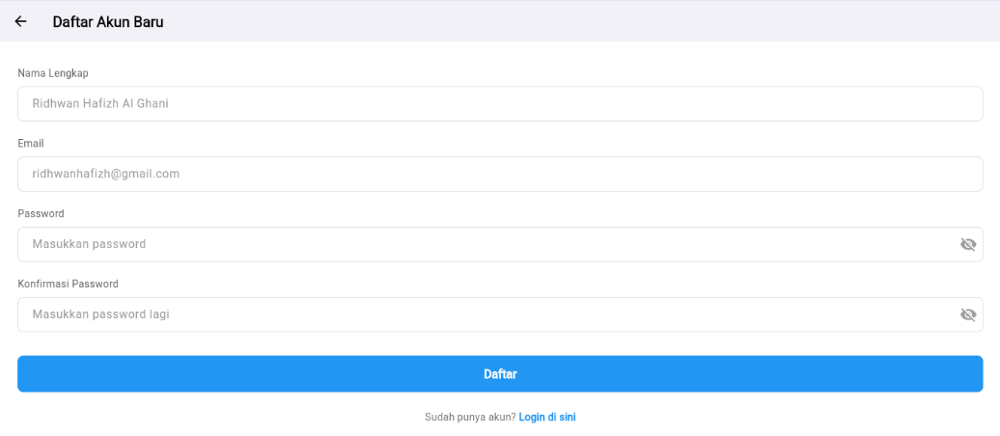 Daftar Akun Baru
Nama Lengkap
Ridhwan Hafizh Al Ghani
Email
ridhwanhafizh@gmail.com
Password
Masukkan password
Konfirmasi Password
Masukkan password lagi
Daftar
Sudah punya akun? Login di sini